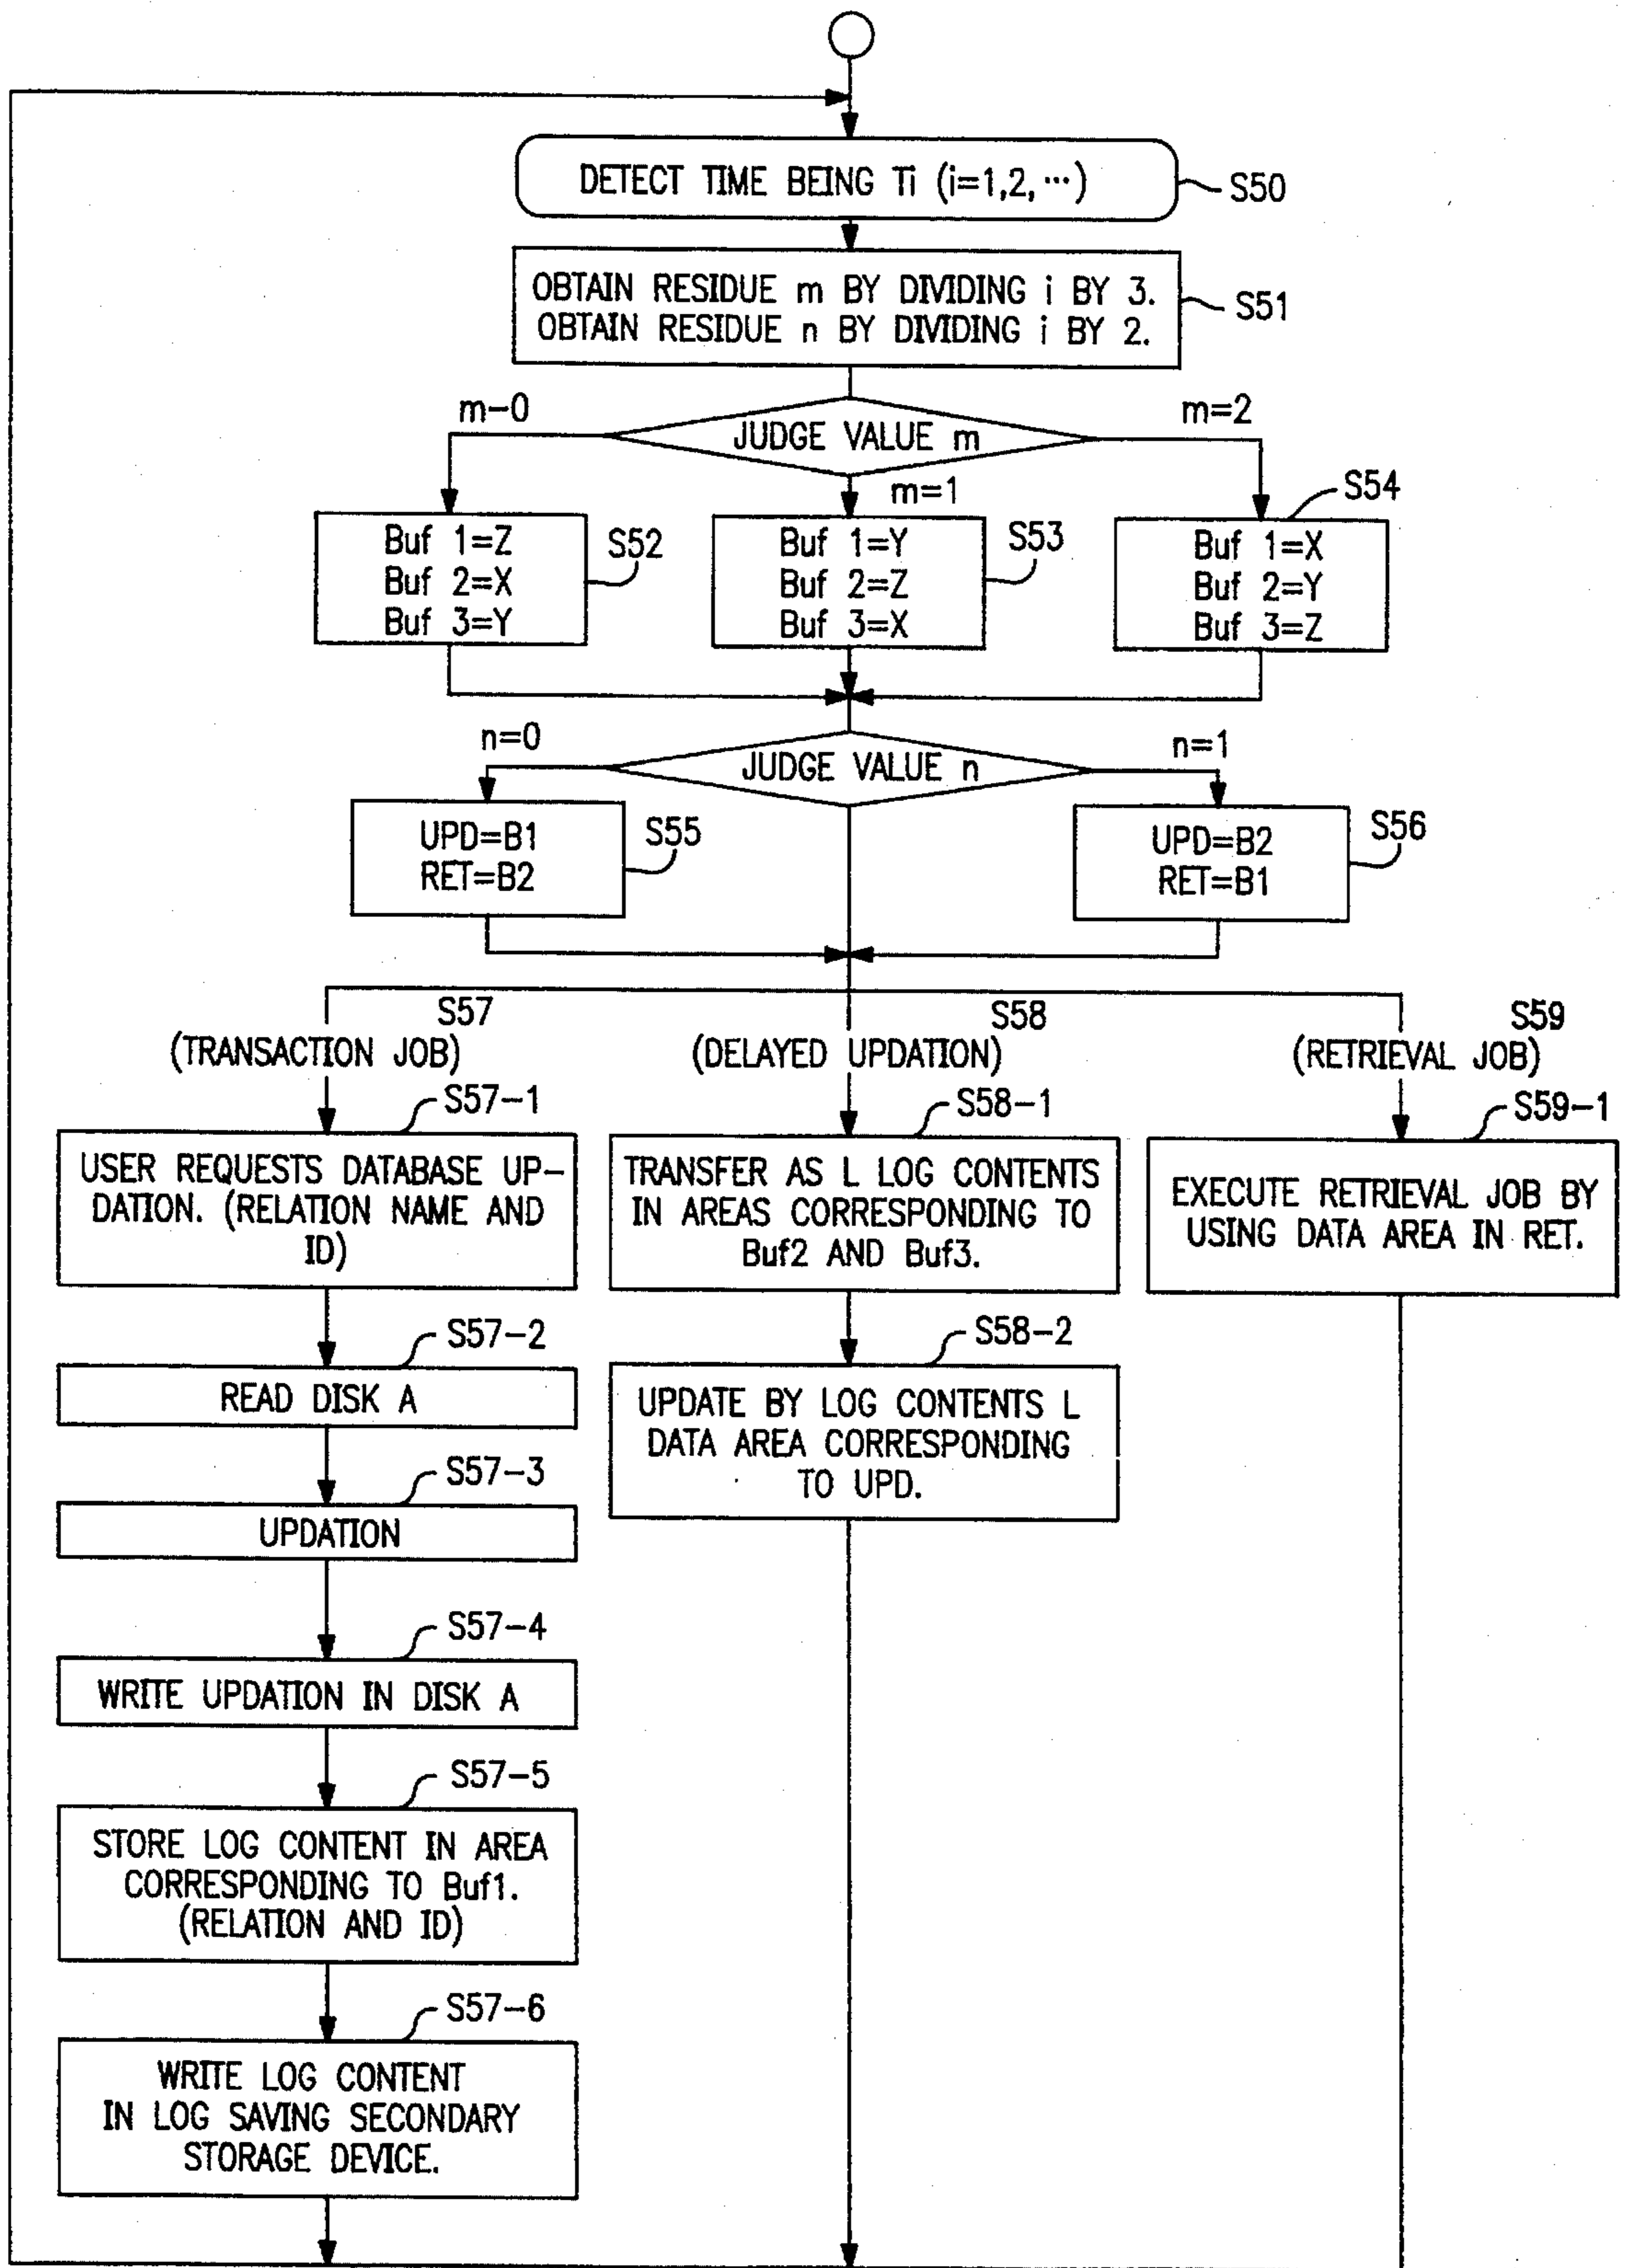 DETECT TIME BEING Ti (i=1,2, ···)
S50
OBTAIN RESIDUE m BY DIVIDING i BY 3.
OBTAIN RESIDUE n BY DIVIDING i BY 2.
S51
m-0
JUDGE VALUE m
m=2
m=1
Buf 1=Z
Buf 2=X
Buf 3=Y
S52
Buf 1=Y
Buf 2=Z
Buf 3=X
S53
S54
Buf 1=X
Buf 2=Y
Buf 3=Z
n=0
JUDGE VALUE n
n=1
UPD=B1
RET=B2
S55
UPD=B2
RET=B1
S56
S57
(TRANSACTION JOB)
S58
(DELAYED UPDATION)
S59
(RETRIEVAL JOB)
S57-1
USER REQUESTS DATABASE UP-
DATION. (RELATION NAME AND
ID)
S57-2
READ DISK A
S57-3
UPDATION
S57-4
WRITE UPDATION IN DISK A
S57-5
STORE LOG CONTENT IN AREA
CORRESPONDING TO Buf1.
(RELATION AND ID)
S57-6
WRITE LOG CONTENT
IN LOG SAVING SECONDARY
STORAGE DEVICE.
S58-1
TRANSFER AS L LOG CONTENTS
IN AREAS CORRESPONDING TO
Buf2 AND Buf3.
S58-2
UPDATE BY LOG CONTENTS L
DATA AREA CORRESPONDING
TO UPD.
S59-1
EXECUTE RETRIEVAL JOB BY
USING DATA AREA IN RET.